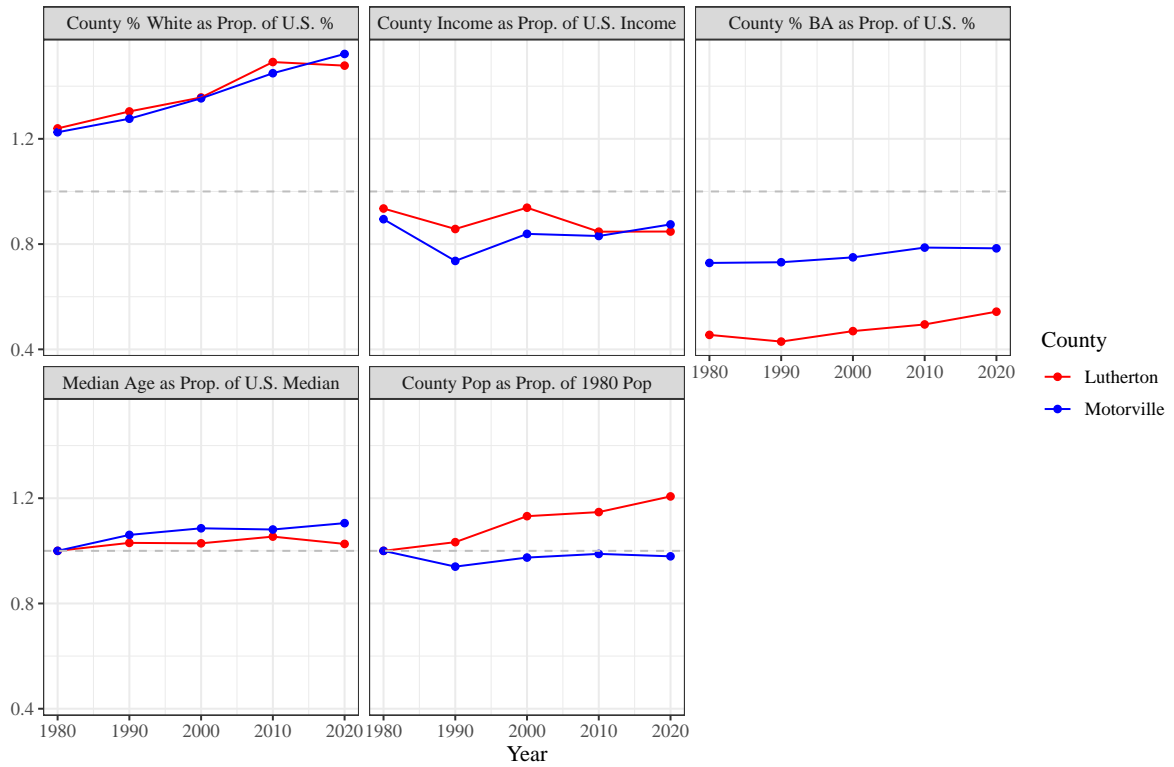 County % White as Prop. of U.S. %
County Income as Prop. of U.S. Income
County % BA as Prop. of U.S. %
1.2
0.8
0.4
1980 1990 2000 2010 2020
County
Lutherton
Motorville
Median Age as Prop. of U.S. Median
County Pop as Prop. of 1980 Pop
1.2
0.8
0.4
1980 1990 2000 2010 2020
1980 1990 2000 2010 2020
Year